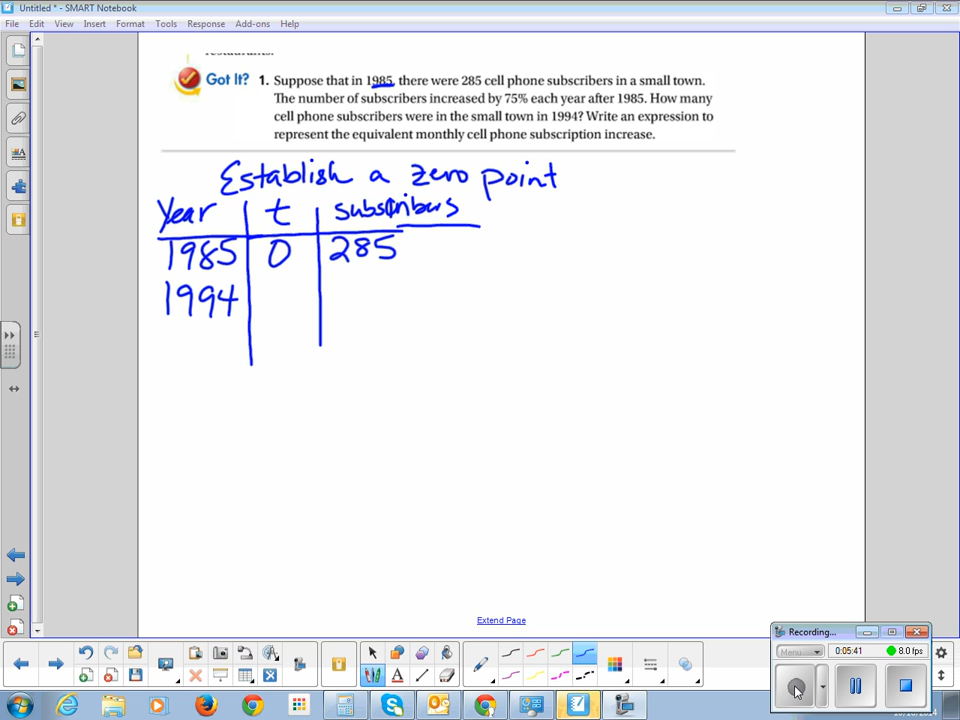 Untitled * - SMART Notebook
File Edit View Insert Format Tools Response Add-ons Help
restaurants.
Got It? 1. Suppose that in 1985, there were 285 cell phone subscribers in a small town.
The number of subscribers increased by 75% each year after 1985. How many
cell phone subscribers were in the small town in 1994? Write an expression to
represent the equivalent monthly cell phone subscription increase.
Establish a zero point
Year t subscribers
1985 0 285
1994
Extend Page
Recording...
Menu 0:05:41 8.0 fps